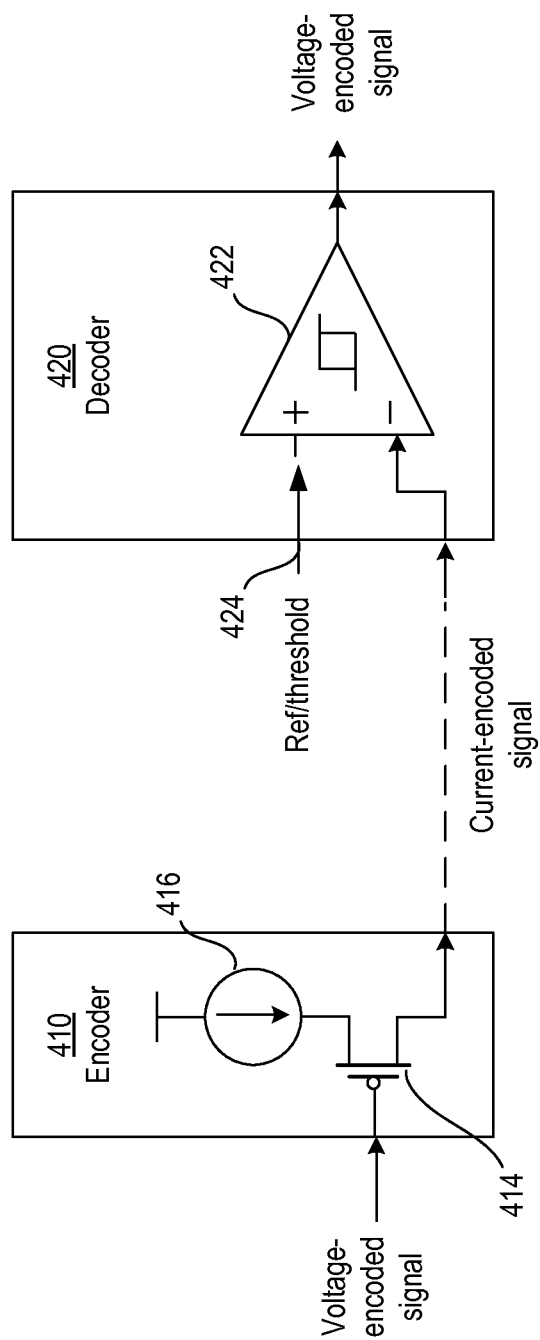 410
Encoder
416
414
Voltage-
encoded
signal
Current-encoded
signal
420
Decoder
422
424
Ref/threshold
+
−
Voltage-
encoded
signal